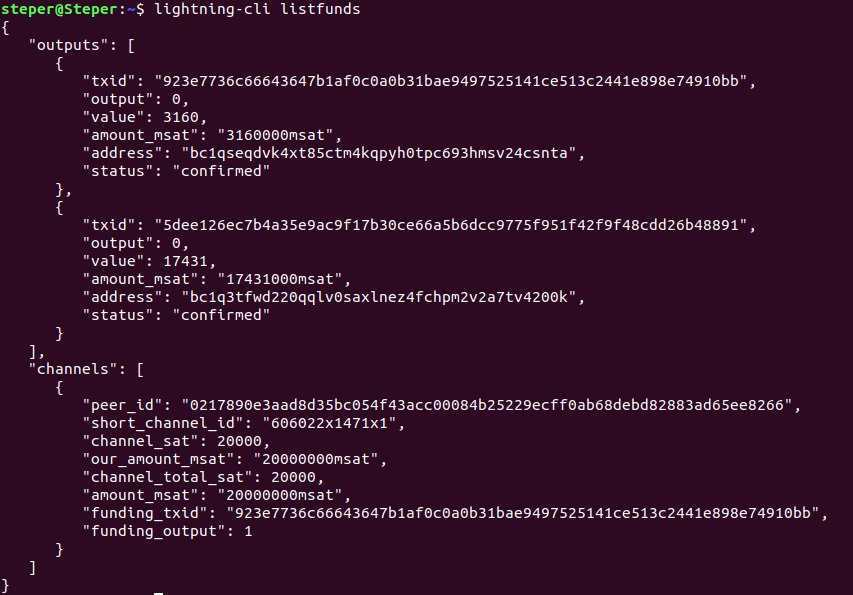 steper@Steper:~$ lightning-cli listfunds
{
   "outputs": [
      {
         "txid": "923e7736c66643647b1af0c0a0b31bae9497525141ce513c2441e898e74910bb",
         "output": 0,
         "value": 3160,
         "amount_msat": "3160000msat",
         "address": "bc1qseqdvk4xt85ctm4kqpyh0tpc693hmsv24csnta",
         "status": "confirmed"
      },
      {
         "txid": "5dee126ec7b4a35e9ac9f17b30ce66a5b6dcc9775f951f42f9f48cdd26b48891",
         "output": 0,
         "value": 17431,
         "amount_msat": "17431000msat",
         "address": "bc1q3tfwd220qqlv0saxlnez4fchpm2v2a7tv4200k",
         "status": "confirmed"
      }
   ],
   "channels": [
      {
         "peer_id": "0217890e3aad8d35bc054f43acc00084b25229ecff0ab68debd82883ad65ee8266",
         "short_channel_id": "606022x1471x1",
         "channel_sat": 20000,
         "our_amount_msat": "20000000msat",
         "channel_total_sat": 20000,
         "amount_msat": "20000000msat",
         "funding_txid": "923e7736c66643647b1af0c0a0b31bae9497525141ce513c2441e898e74910bb",
         "funding_output": 1
      }
   ]
}